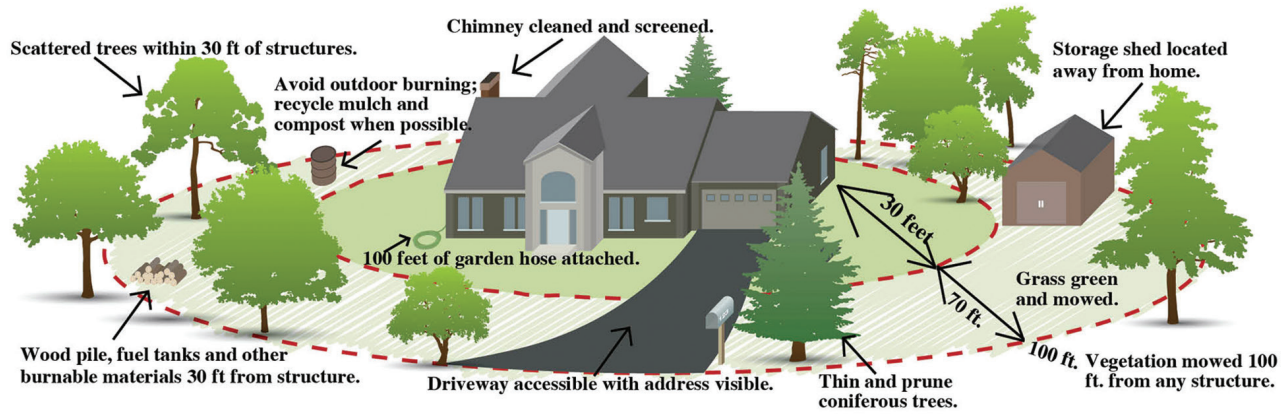 Chimney cleaned and screened.
Scattered trees within 30 ft of structures.
Storage shed located
away from home.
Avoid outdoor burning;
recycle mulch and
compost when possible.
30 feet
100 feet of garden hose attached.
Grass green
and mowed.
70 ft.
Wood pile, fuel tanks and other
burnable materials 30 ft from structure.
Driveway accessible with address visible.
Thin and prune
coniferous trees.
100 ft.
Vegetation mowed 100
ft. from any structure.